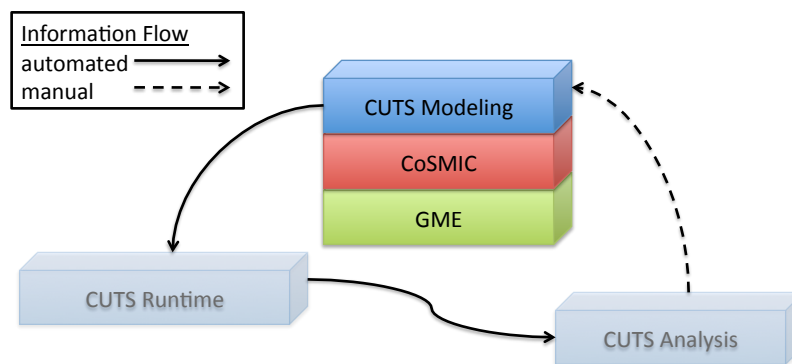 Information Flow
automated
manual
CUTS Modeling
CoSMIC
GME
CUTS Runtime
CUTS Analysis